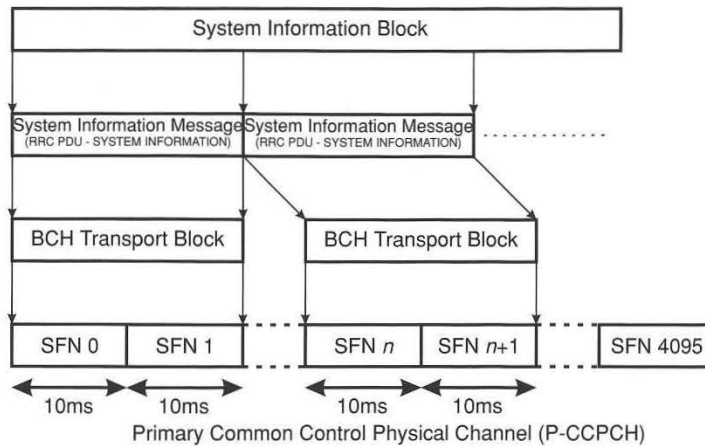 System Information Block
System Information Message
(RRC PDU - SYSTEM INFORMATION)
System Information Message
(RRC PDU - SYSTEM INFORMATION)
BCH Transport Block
BCH Transport Block
SFN 0
SFN 1
SFN n
SFN n+1
SFN 4095
10ms
10ms
10ms
10ms
Primary Common Control Physical Channel (P-CCPCH)